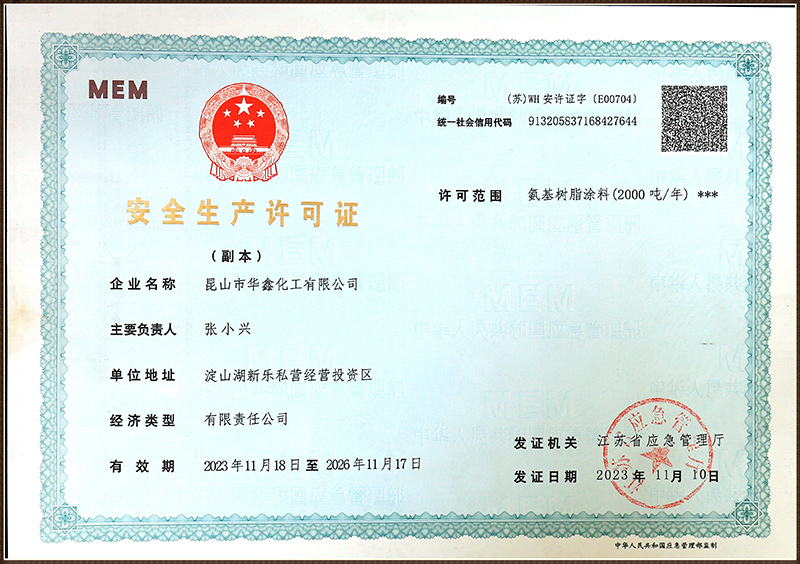 MEM
安全生产许可证
（副本）
企业名称 昆山市华鑫化工有限公司
主要负责人 张小兴
单位地址 淀山湖新乐私营经营投资区
经济类型 有限责任公司
有效期 2023年11月18日 至 2026年11月17日
编号 (苏)WH安许证字〔E00704〕
统一社会信用代码 913205837168427644
许可范围 氨基树脂涂料(2000吨/年) ***
发证机关 江苏省应急管理厅
发证日期 2023年 11月 10日
江苏省应急管理厅
中华人民共和国应急管理部监制